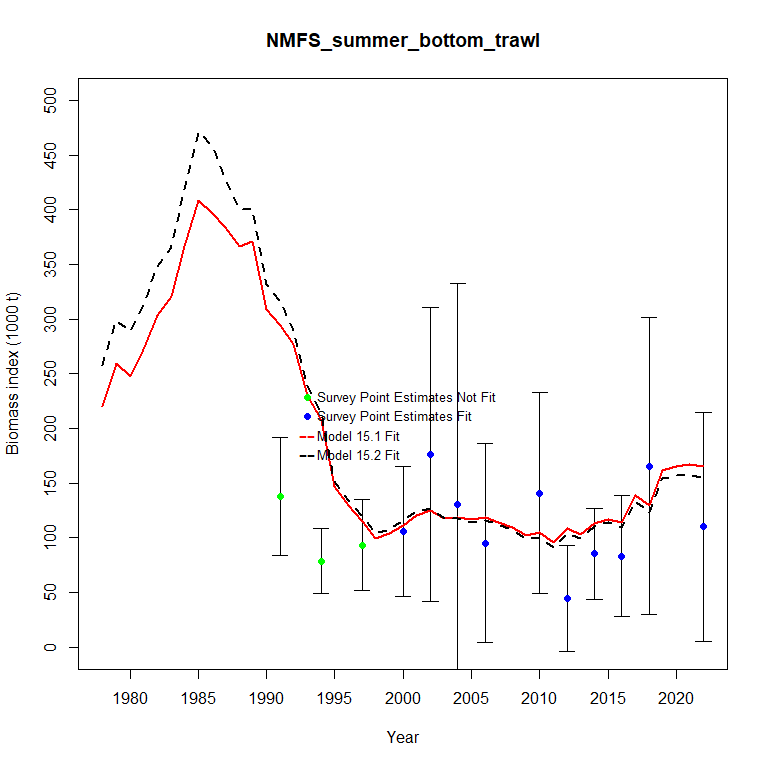 NMFS_summer_bottom_trawl
Biomass index (1000 t)
500
450
400
350
300
250
200
150
100
50
0
Survey Point Estimates Not Fit
Survey Point Estimates Fit
Model 15.1 Fit
Model 15.2 Fit
1980 1985 1990 1995 2000 2005 2010 2015 2020
Year